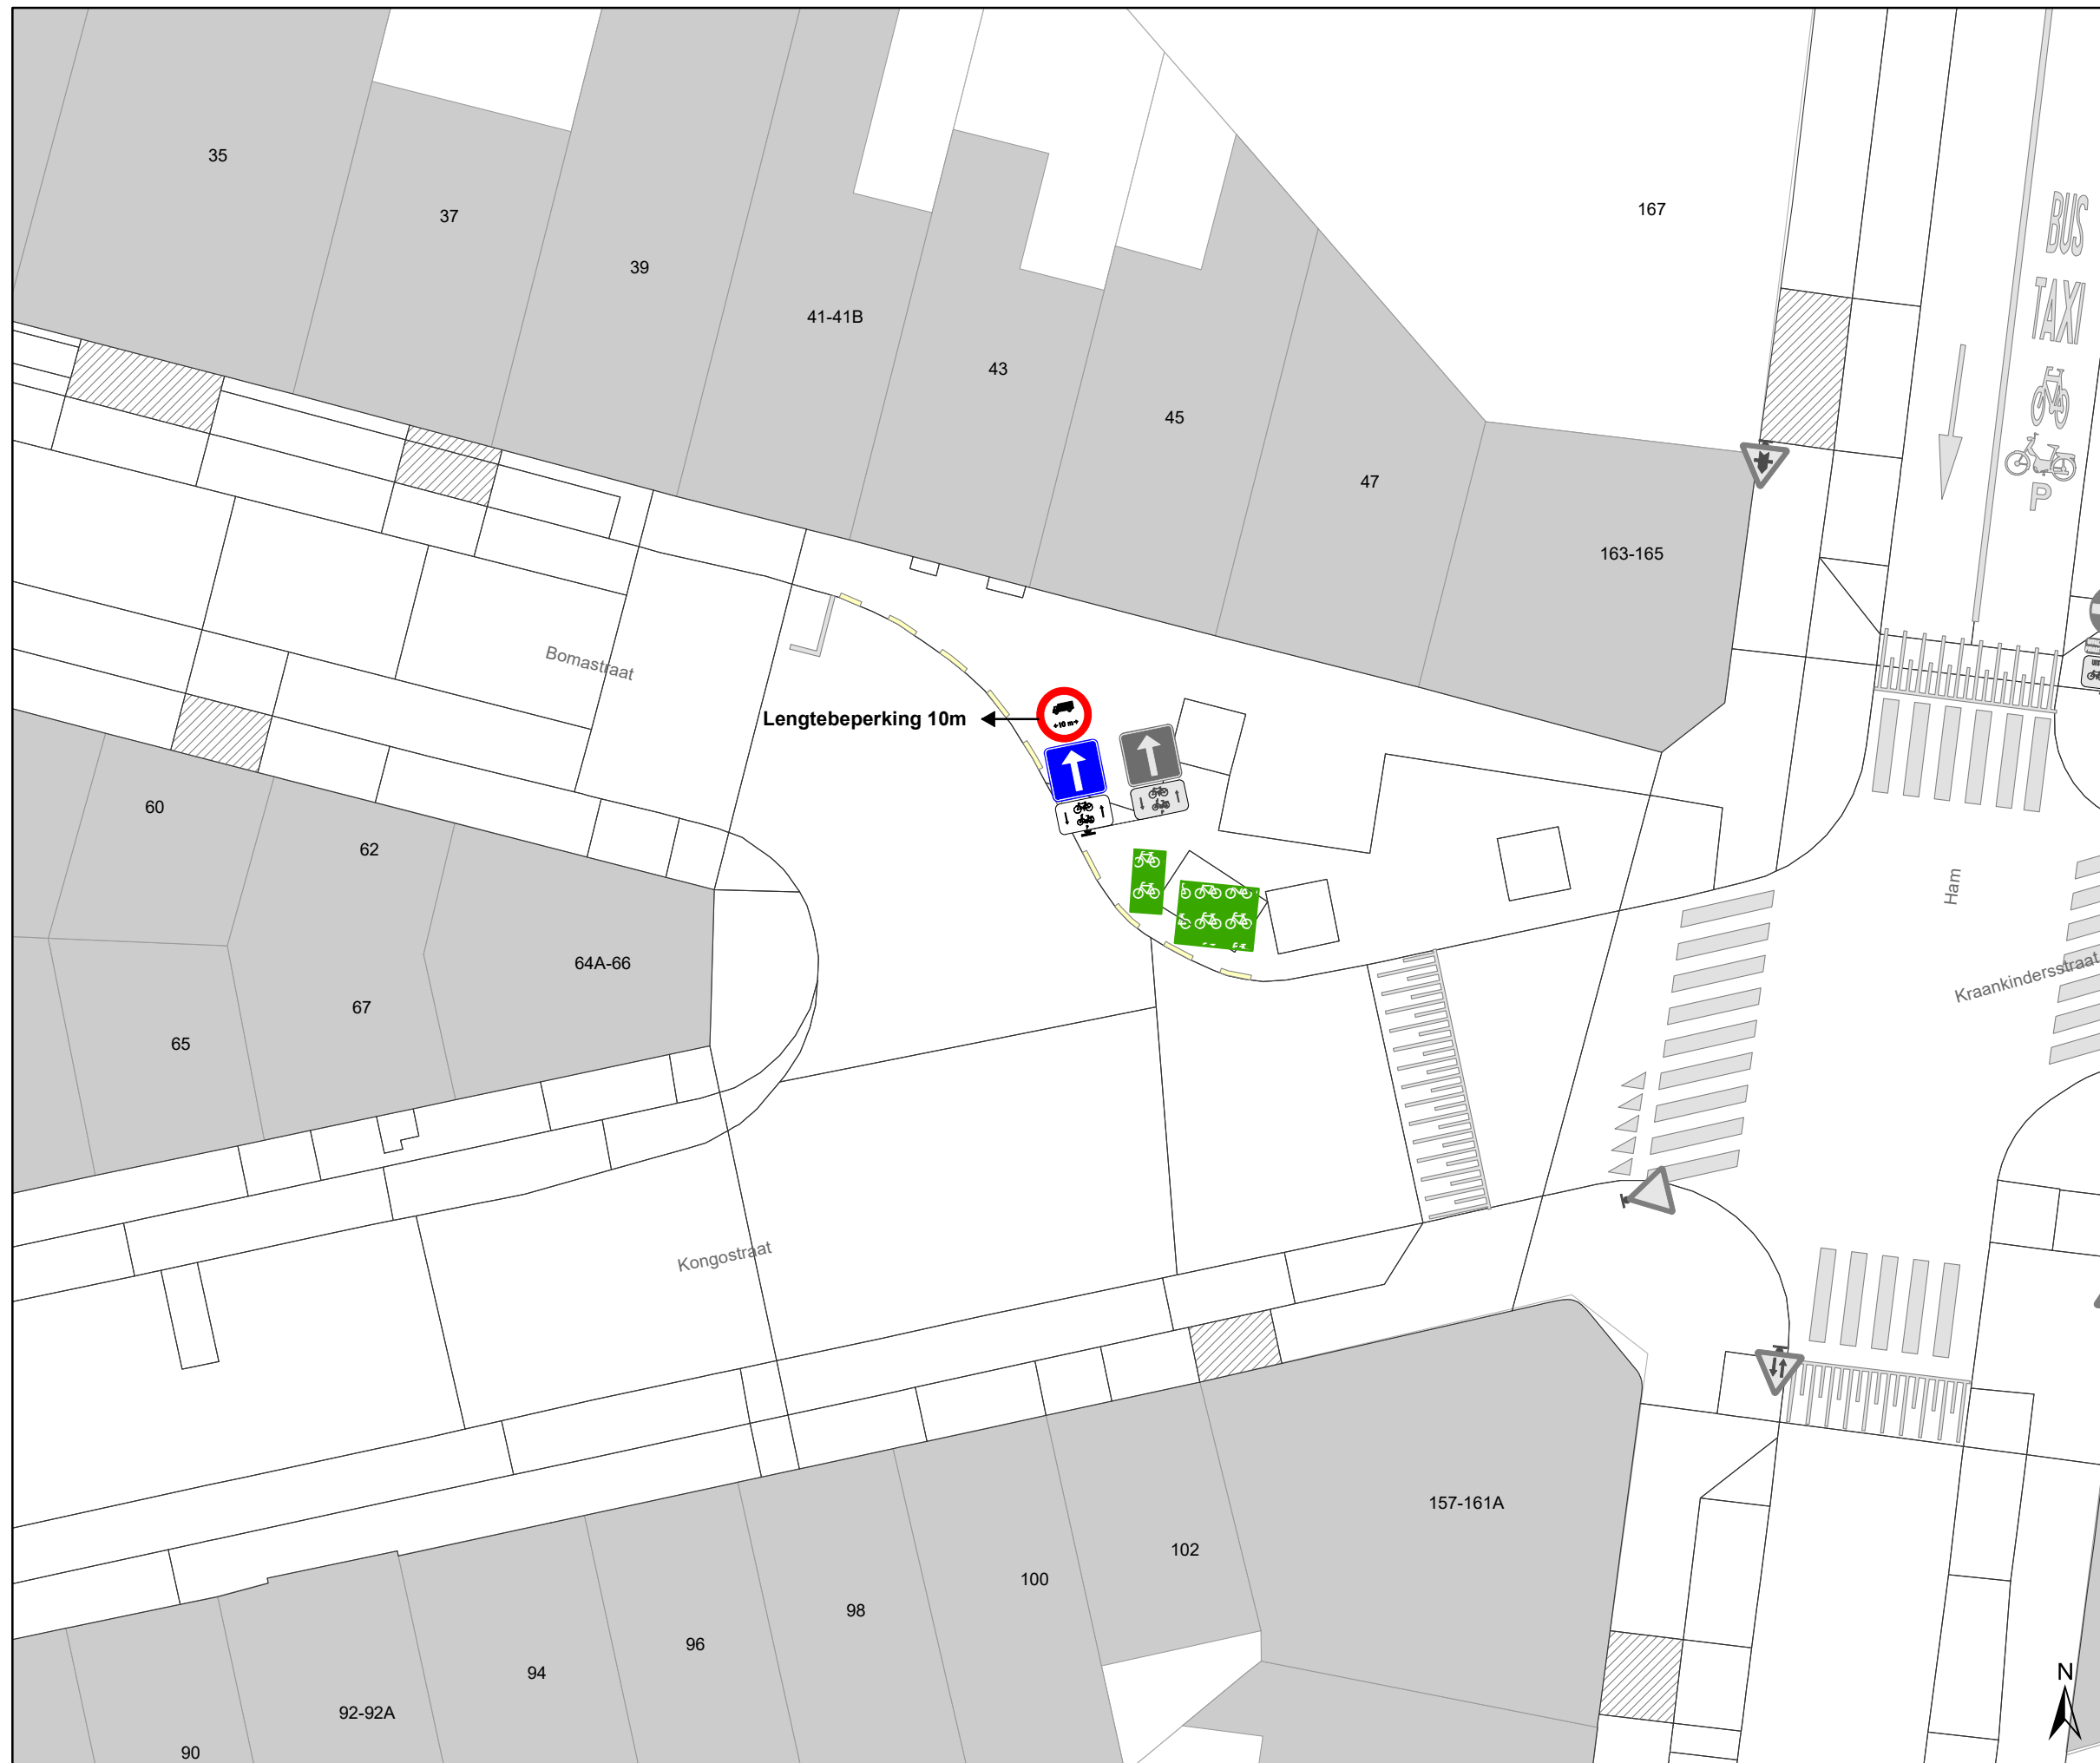 35
37
39
41-41B
43
45
47
167
163-165
BUS
TAXI
P
Bomastraat
Lengtebeperking 10m
←10 m→
60
62
64A-66
67
65
Ham
Kraankindersstraat
Kongostraat
157-161A
102
100
98
96
94
92-92A
90
N